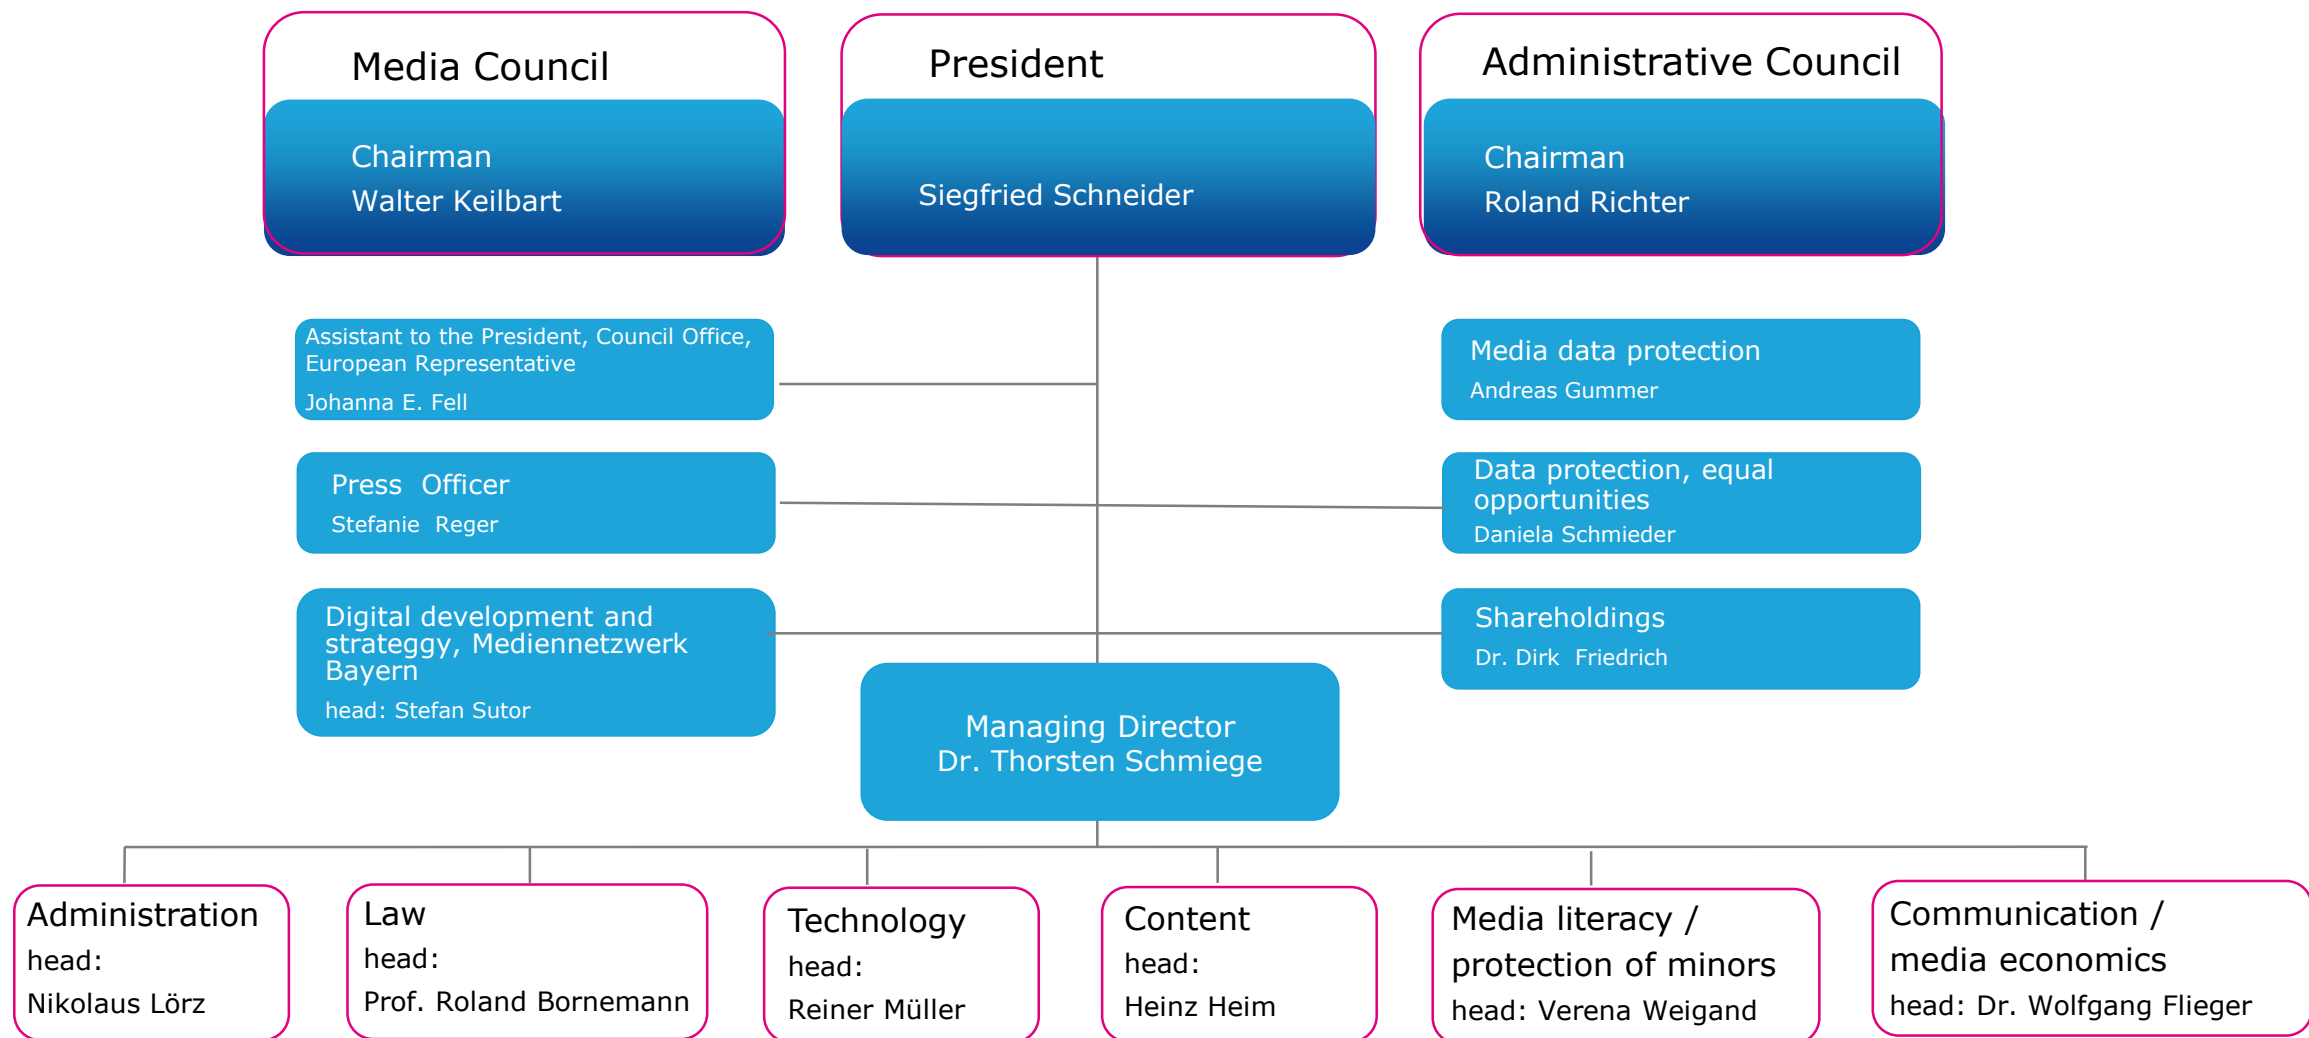 Media Council
Chairman
Walter Keilbart
President
Siegfried Schneider
Administrative Council
Chairman
Roland Richter
Assistant to the President, Council Office,
European Representative
Johanna E. Fell
Media data protection
Andreas Gummer
Press Officer
Stefanie Reger
Data protection, equal
opportunities
Daniela Schmieder
Digital development and
strateggy, Mediennetzwerk
Bayern
head: Stefan Sutor
Shareholdings
Dr. Dirk Friedrich
Managing Director
Dr. Thorsten Schmiege
Administration
head:
Nikolaus Lörz
Law
head:
Prof. Roland Bornemann
Technology
head:
Reiner Müller
Content
head:
Heinz Heim
Media literacy /
protection of minors
head: Verena Weigand
Communication /
media economics
head: Dr. Wolfgang Flieger